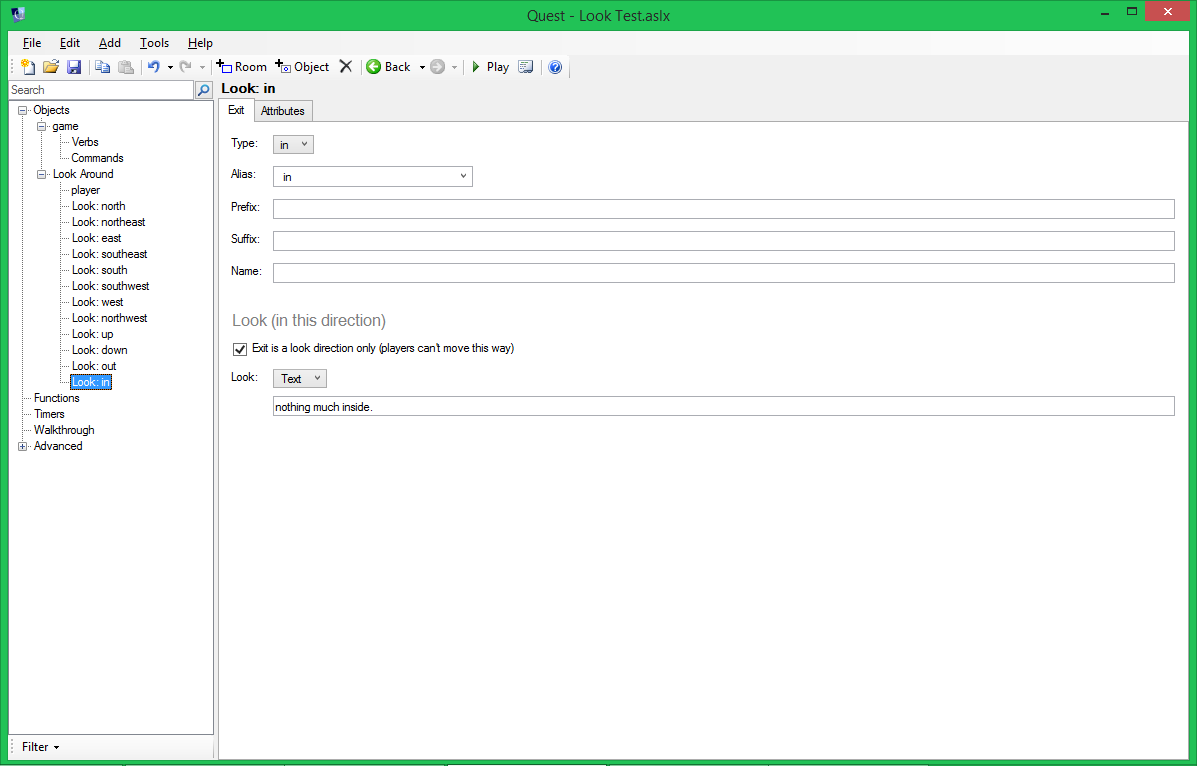 Quest - Look Test.aslx
File Edit Add Tools Help
Room Object Back Play
Search
Look: in
Objects
game
Verbs
Commands
Look Around
player
Look: north
Look: northeast
Look: east
Look: southeast
Look: south
Look: southwest
Look: west
Look: northwest
Look: up
Look: down
Look: out
Look: in
Functions
Timers
Walkthrough
Advanced
Filter
Exit Attributes
Type: in
Alias: in
Prefix:
Suffix:
Name:
Look (in this direction)
Exit is a look direction only (players can't move this way)
Look: Text
nothing much inside.